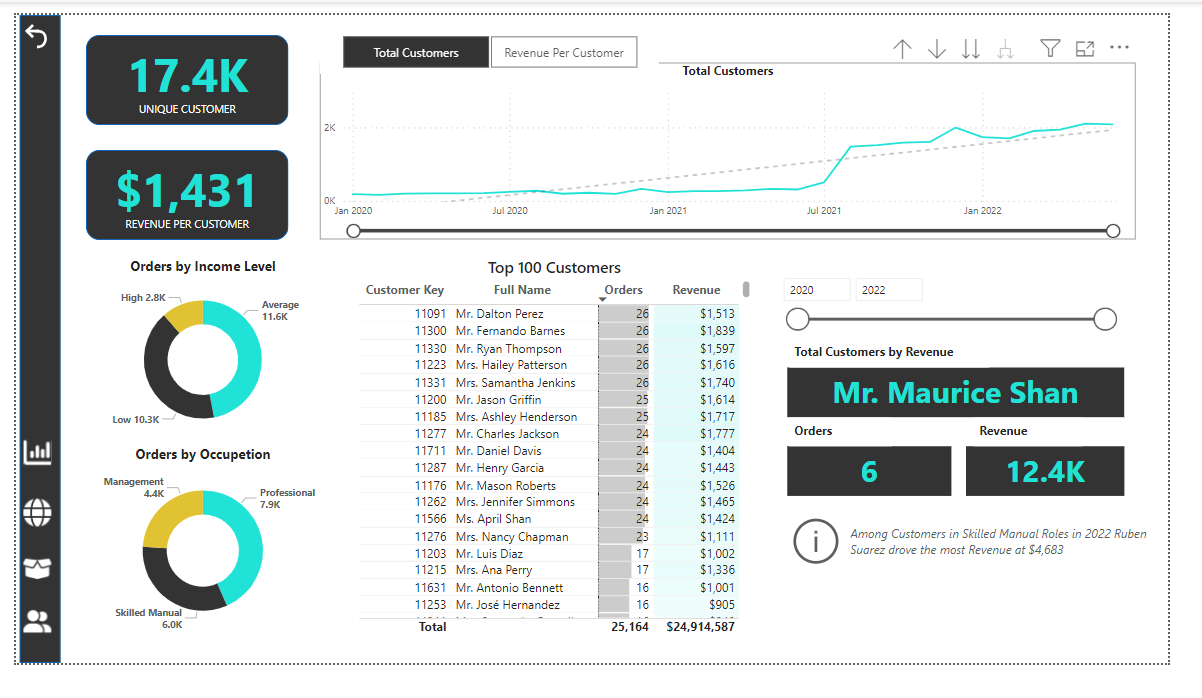 17.4K
UNIQUE CUSTOMER
$1,431
REVENUE PER CUSTOMER
Total Customers
Revenue Per Customer
Total Customers
2K
0K
Jan 2020
Jul 2020
Jan 2021
Jul 2021
Jan 2022
Orders by Income Level
High 2.8K
Average
11.6K
Low 10.3K
Orders by Occupetion
Management
4.4K
Professional
7.9K
Skilled Manual
6.0K
Top 100 Customers
Customer Key Full Name Orders Revenue
11091 Mr. Dalton Perez 26 $1,513
11300 Mr. Fernando Barnes 26 $1,839
11330 Mr. Ryan Thompson 26 $1,597
11223 Mrs. Hailey Patterson 26 $1,616
11331 Mrs. Samantha Jenkins 26 $1,740
11200 Mr. Jason Griffin 25 $1,614
11185 Mrs. Ashley Henderson 25 $1,717
11277 Mr. Charles Jackson 24 $1,777
11711 Mr. Daniel Davis 24 $1,404
11287 Mr. Henry Garcia 24 $1,443
11176 Mr. Mason Roberts 24 $1,526
11262 Mrs. Jennifer Simmons 24 $1,465
11566 Ms. April Shan 24 $1,424
11276 Mrs. Nancy Chapman 23 $1,111
11203 Mr. Luis Diaz 17 $1,002
11215 Mrs. Ana Perry 17 $1,336
11631 Mr. Antonio Bennett 16 $1,001
11253 Mr. José Hernandez 16 $905
Total 25,164 $24,914,587
2020
2022
Total Customers by Revenue
Mr. Maurice Shan
Orders
Revenue
6
12.4K
i
Among Customers in Skilled Manual Roles in 2022 Ruben
Suarez drove the most Revenue at $4,683